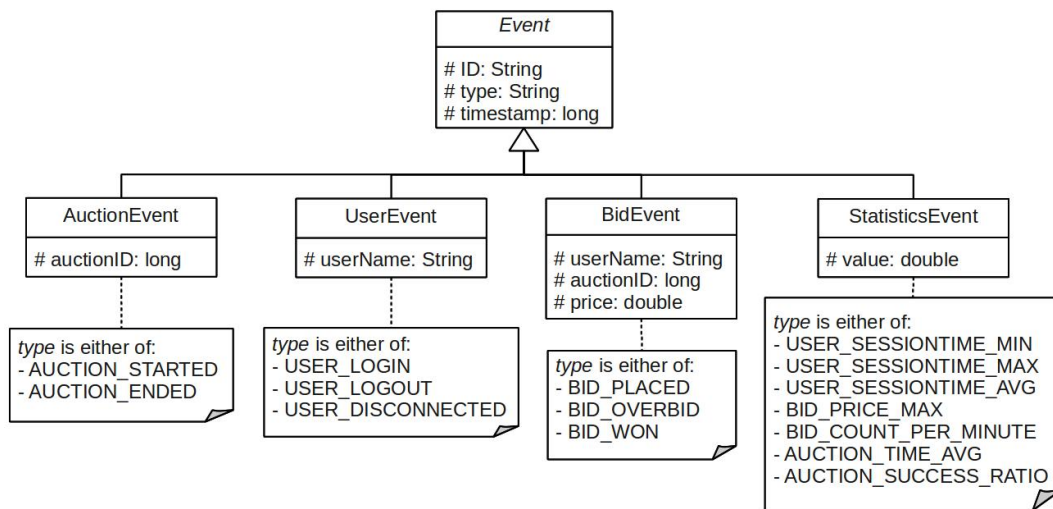 Event
# ID: String
# type: String
# timestamp: long
AuctionEvent
# auctionID: long
type is either of:
- AUCTION_STARTED
- AUCTION_ENDED
UserEvent
# userName: String
type is either of:
- USER_LOGIN
- USER_LOGOUT
- USER_DISCONNECTED
BidEvent
# userName: String
# auctionID: long
# price: double
type is either of:
- BID_PLACED
- BID_OVERBID
- BID_WON
StatisticsEvent
# value: double
type is either of:
- USER_SESSIONTIME_MIN
- USER_SESSIONTIME_MAX
- USER_SESSIONTIME_AVG
- BID_PRICE_MAX
- BID_COUNT_PER_MINUTE
- AUCTION_TIME_AVG
- AUCTION_SUCCESS_RATIO